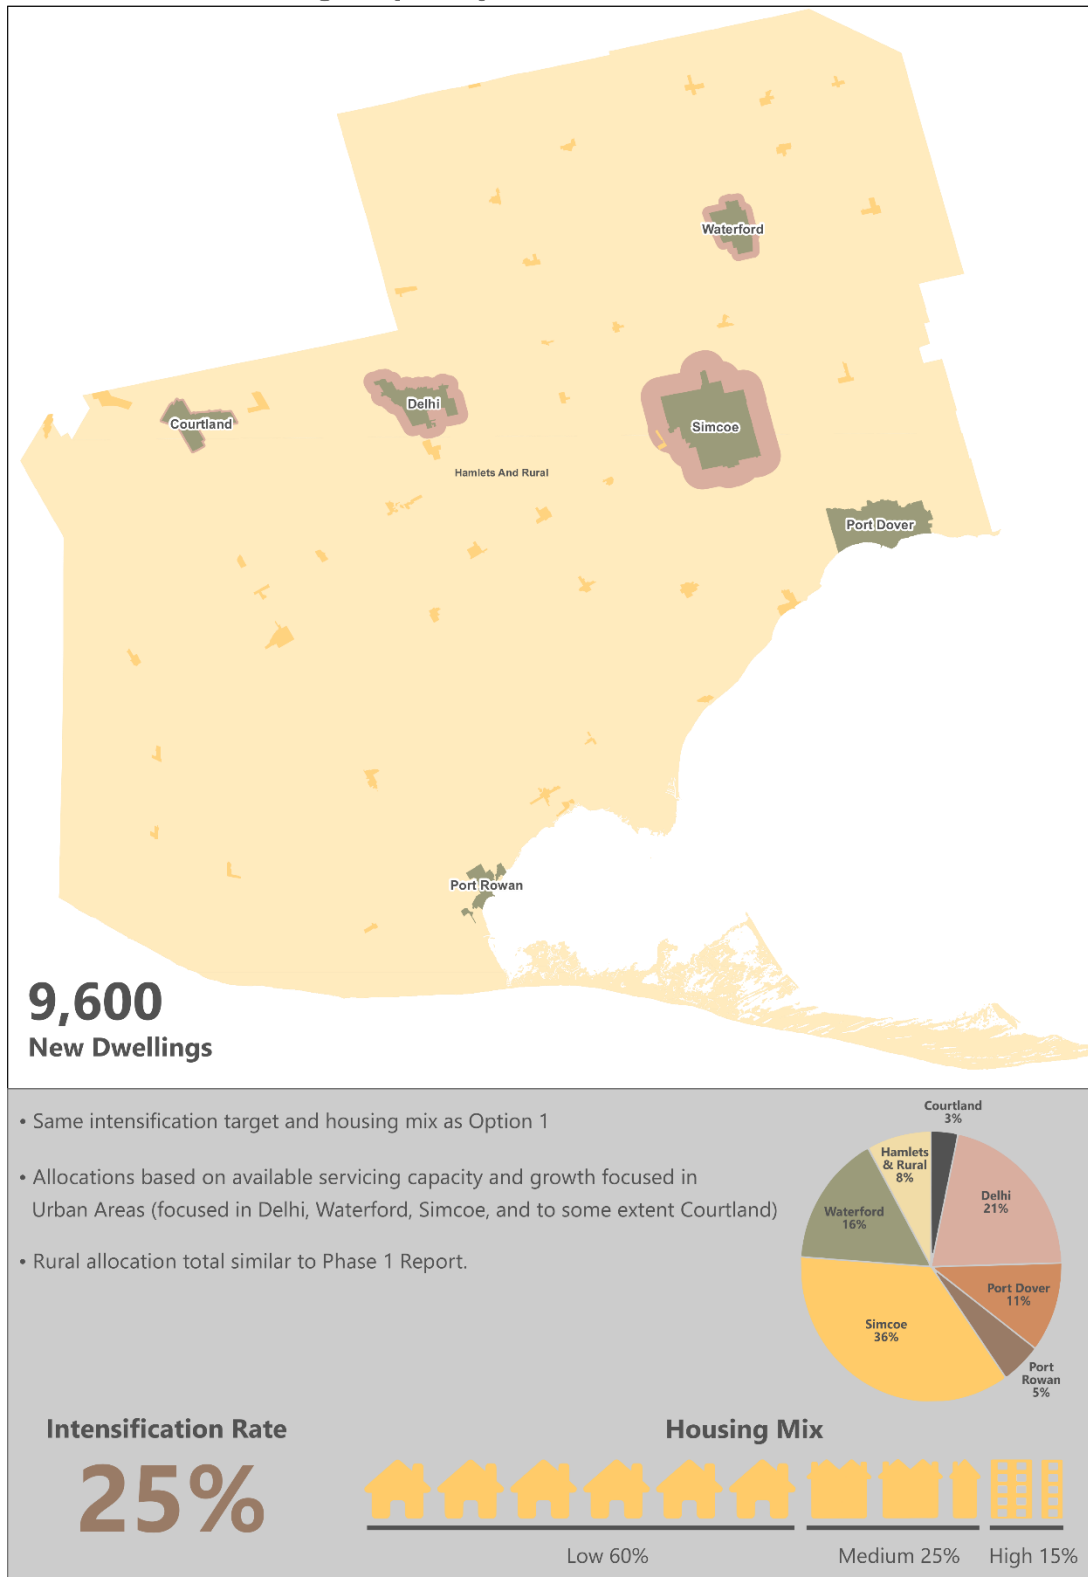 Waterford
Delhi
Courtland
Simcoe
Hamlets And Rural
Port Dover
Port Rowan
9,600
New Dwellings
• Same intensification target and housing mix as Option 1
• Allocations based on available servicing capacity and growth focused in
Urban Areas (focused in Delhi, Waterford, Simcoe, and to some extent Courtland)
• Rural allocation total similar to Phase 1 Report.
Courtland
3%
Hamlets
& Rural
8%
Delhi
21%
Waterford
16%
Port Dover
11%
Simcoe
36%
Port
Rowan
5%
Intensification Rate
25%
Housing Mix
Low 60%
Medium 25%
High 15%